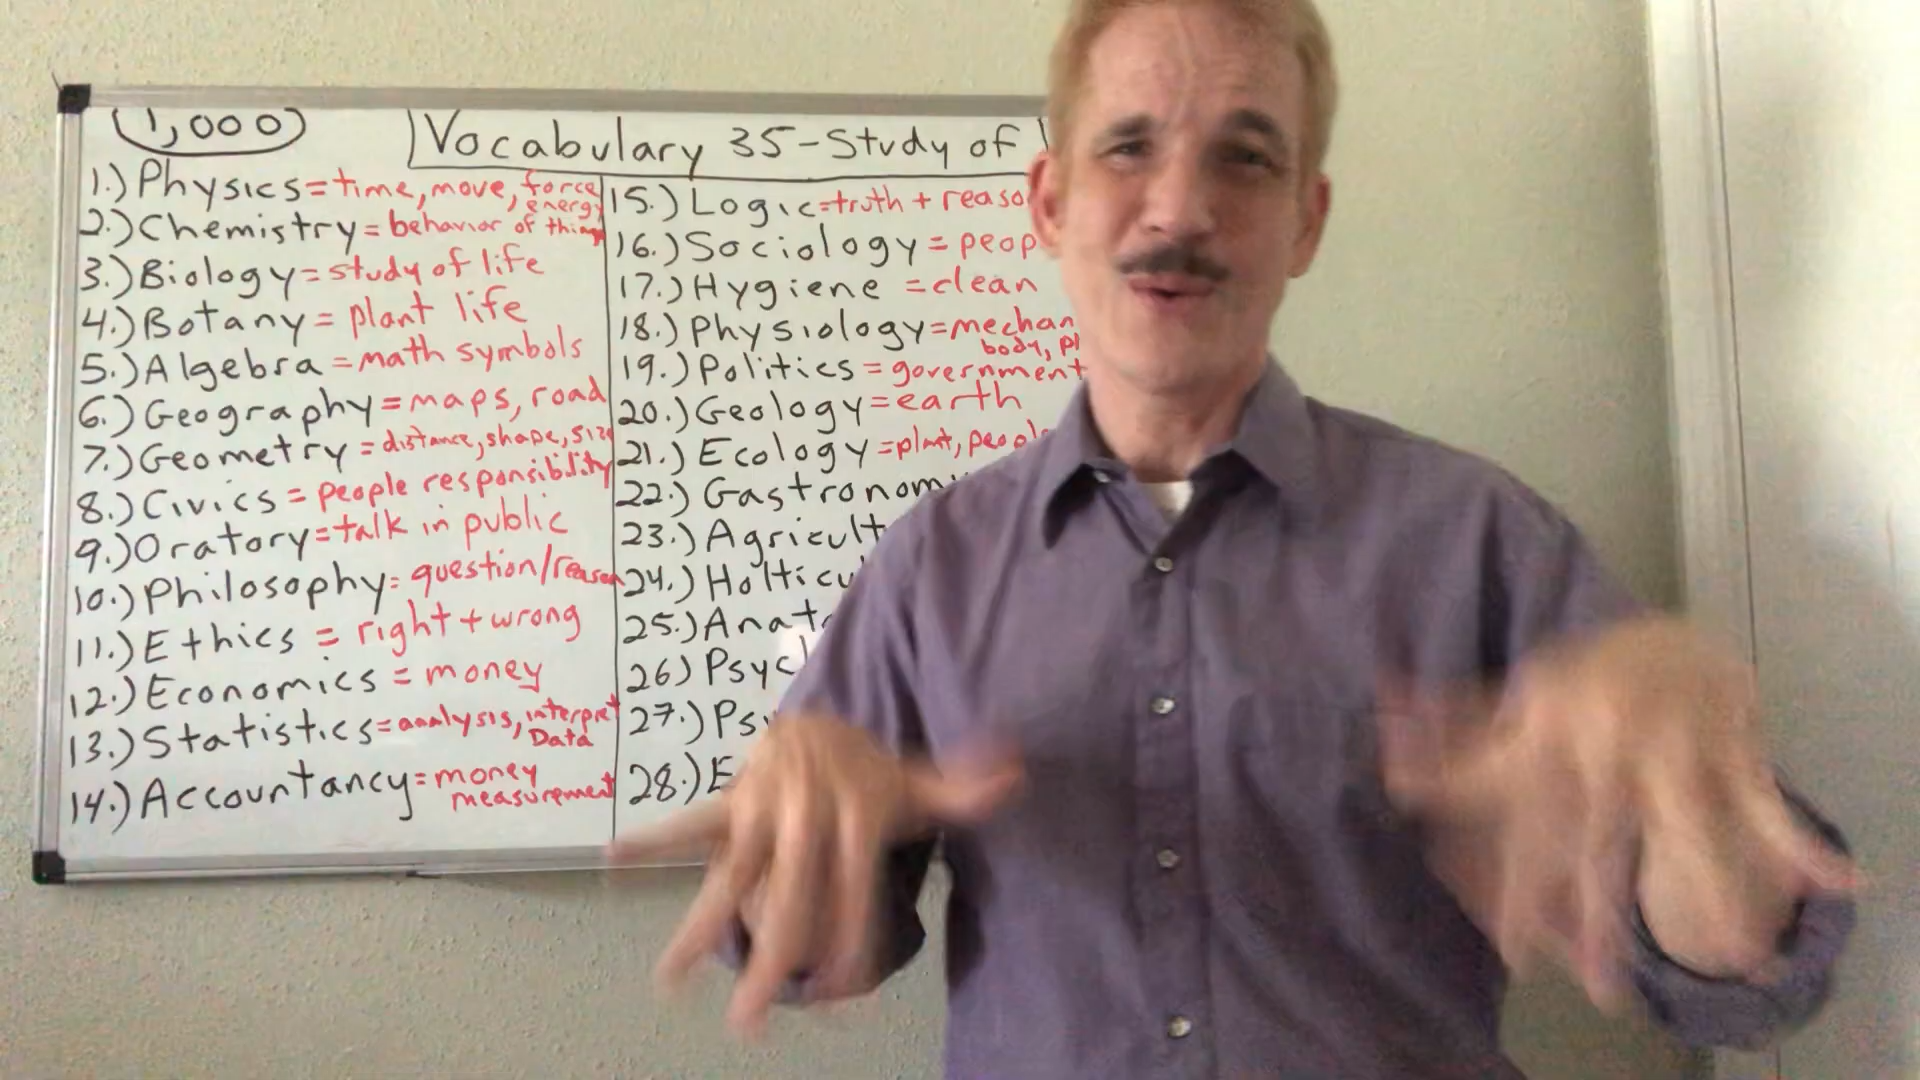 1,000
Vocabulary 35-Study of
1.) Physics = time, move, force
energy
2.) Chemistry = behavior of things
3.) Biology = study of life
4.) Botany = plant life
5.) Algebra = math symbols
6.) Geography = maps, road
7.) Geometry = distance, shape, size
8.) Civics = people responsibility
9.) Oratory = talk in public
10.) Philosophy = question/reason
11.) Ethics = right + wrong
12.) Economics = money
13.) Statistics = analysis, interpret
Data
14.) Accountancy = money
measurement
15.) Logic = truth + reaso
16.) Sociology = peop
17.) Hygiene = clean
18.) Physiology = mechan
body, pl
19.) Politics = government
20.) Geology = earth
21.) Ecology = plant, people
22.) Gastronom
23.) Agricult
24.) Holticu
25.) Anato
26) Psych
27.) Psy
28.) E